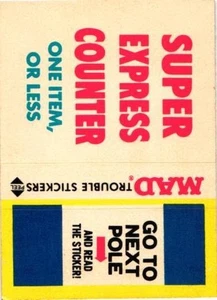 SUPER
EXPRESS
COUNTER
ONE ITEM,
OR LESS
MAD®
TROUBLE STICKERS
PEEL
GO TO
NEXT
POLE
AND READ
THE STICKER!